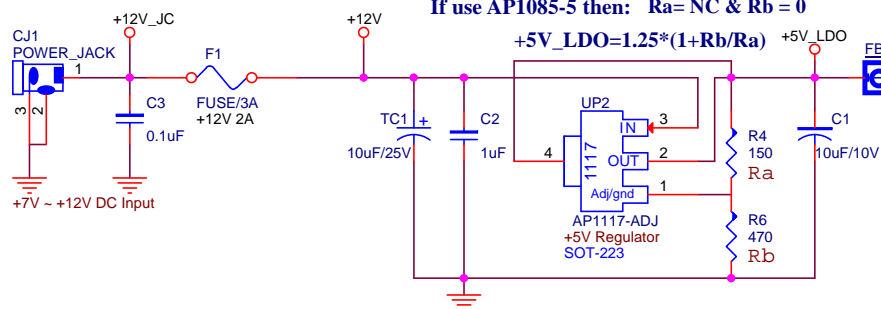 If use AP1085-5 then: Ra= NC & Rb = 0
+5V_LDO=1.25*(1+Rb/Ra)
+12V_JC
+12V
+5V_LDO
CJ1
POWER_JACK
1
3
2
F1
FUSE/3A
+12V 2A
C3
0.1uF
+7V ~ +12V DC Input
TC1
+
10uF/25V
C2
1uF
UP2
1117
IN
OUT
Adj/gnd
3
2
1
4
AP1117-ADJ
+5V Regulator
SOT-223
R4
150
Ra
R6
470
Rb
C1
10uF/10V
FB